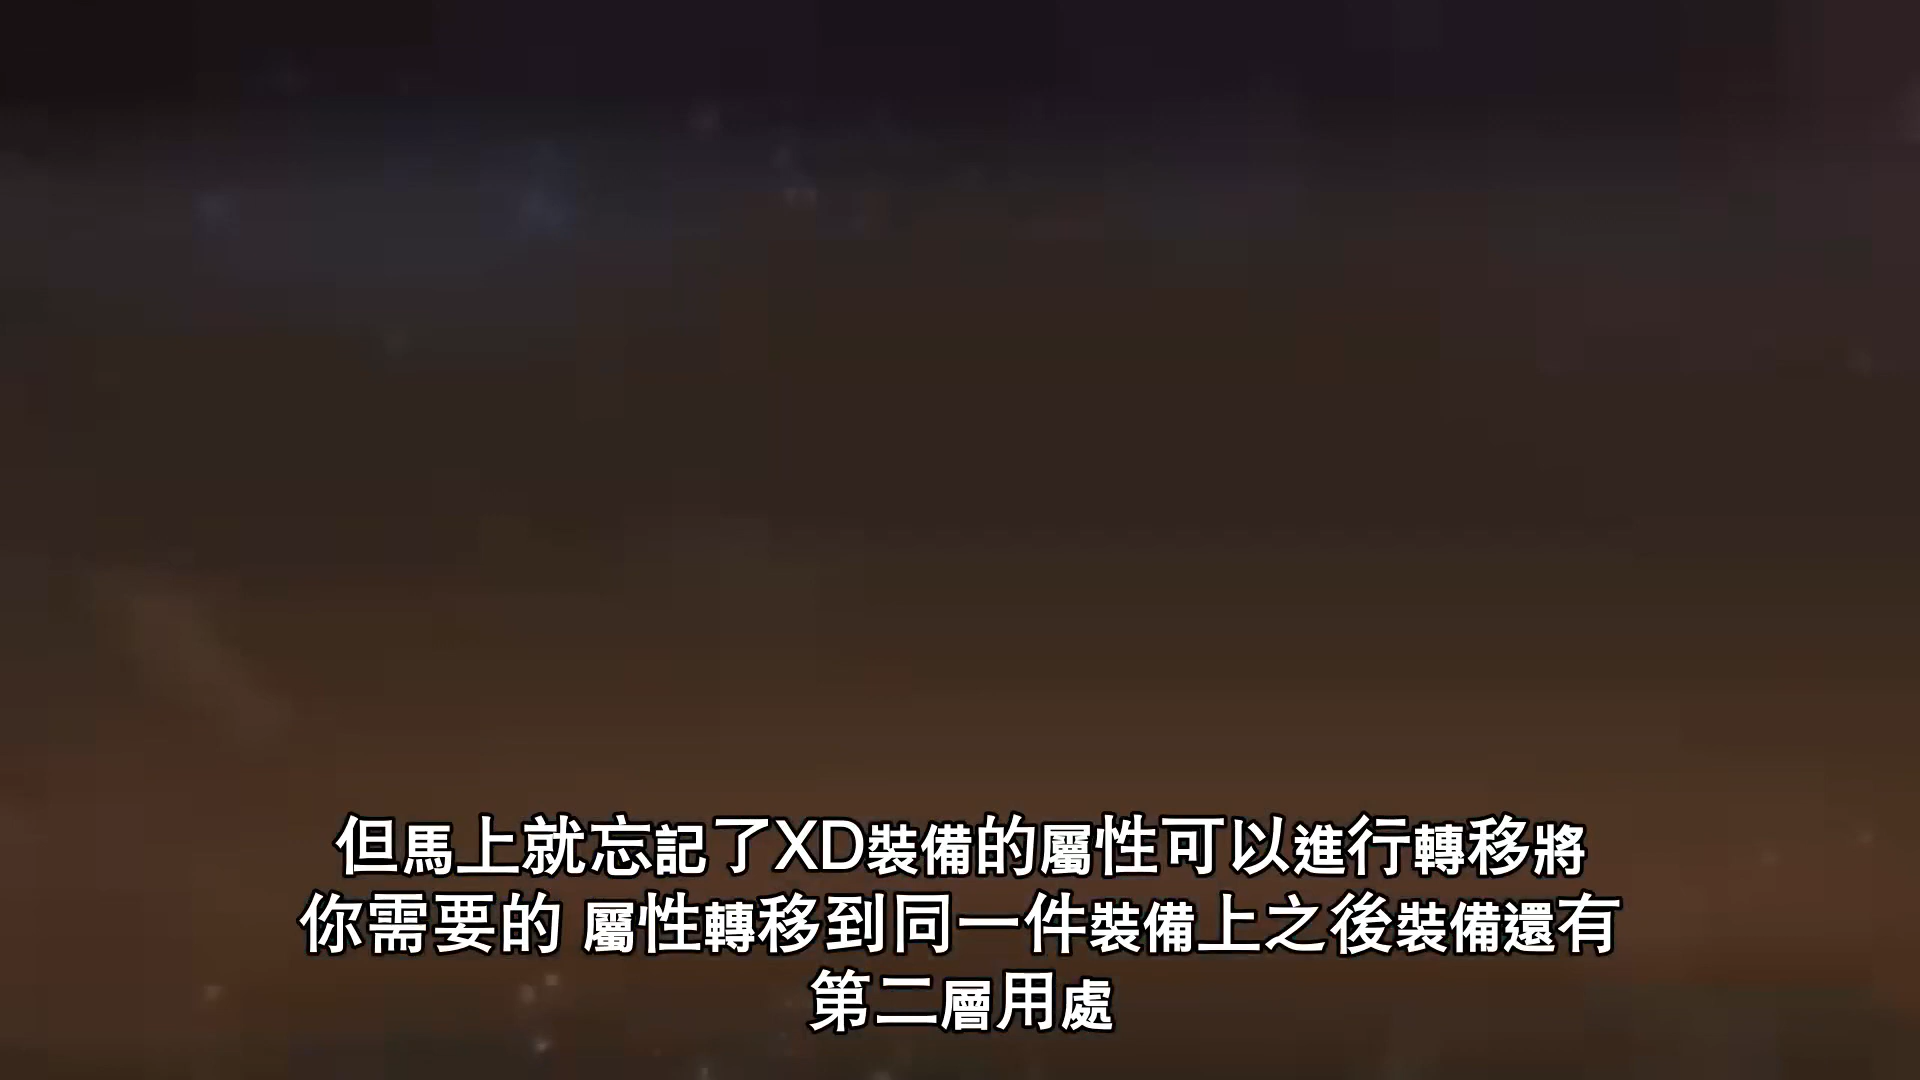 但馬上就忘記了XD裝備的屬性可以進行轉移將
你需要的 屬性轉移到同一件裝備上之後裝備還有
第二層用處